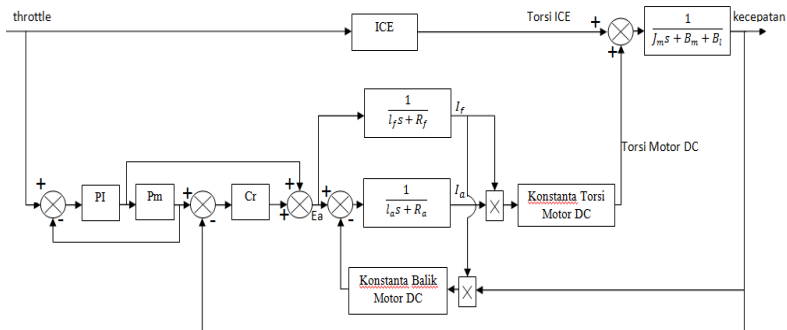 throttle
ICE
Torsi ICE
+
+
1
J_m s + B_m + B_l
kecepatan
1
l_f s + R_f
I_f
Torsi Motor DC
+
-
PI
Pm
+
-
Cr
+
+
Ea
+
-
1
l_a s + R_a
I_a
X
Konstanta Torsi
Motor DC
Konstanta Balik
Motor DC
X